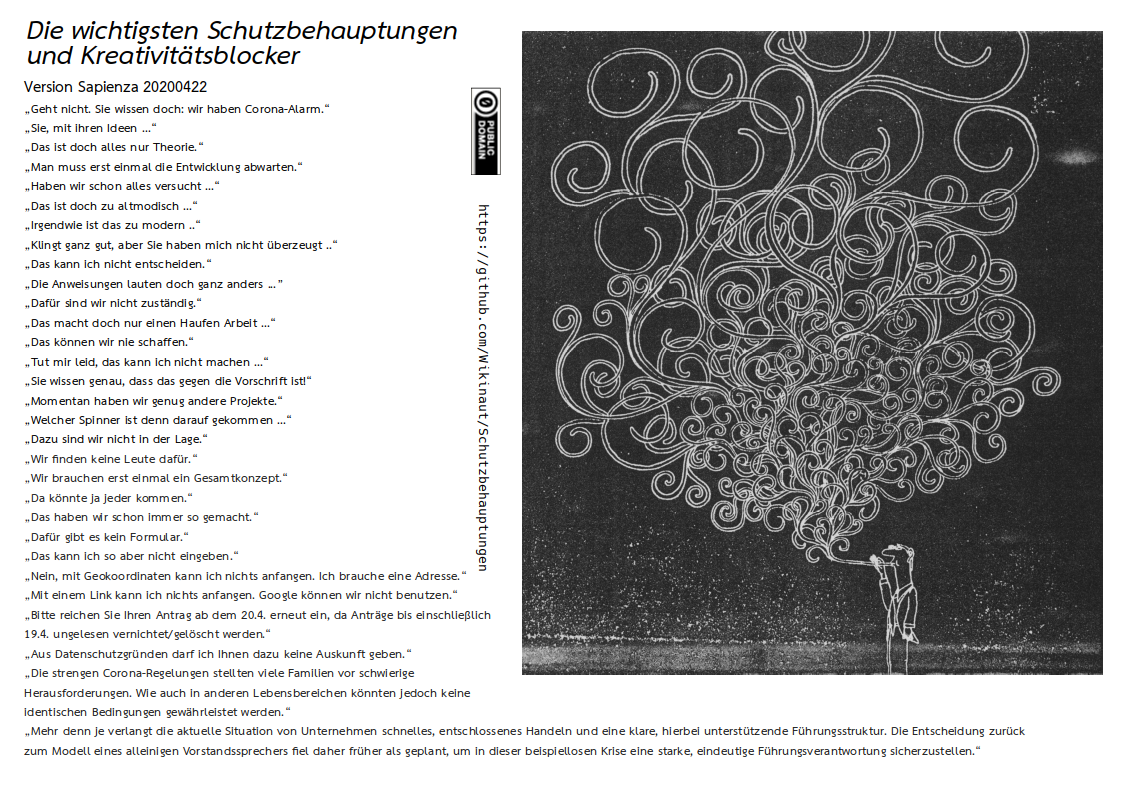 Die wichtigsten Schutzbehauptungen
und Kreativitätsblocker
Version Sapienza 20200422
„Geht nicht. Sie wissen doch: wir haben Corona-Alarm.“
„Sie, mit Ihren Ideen ...“
„Das ist doch alles nur Theorie.“
„Man muss erst einmal die Entwicklung abwarten.“
„Haben wir schon alles versucht ...“
„Das ist doch zu altmodisch ...“
„Irgendwie ist das zu modern ..“
„Klingt ganz gut, aber Sie haben mich nicht überzeugt ..“
„Das kann ich nicht entscheiden.“
„Die Anweisungen lauten doch ganz anders ...”
„Dafür sind wir nicht zuständig.“
„Das macht doch nur einen Haufen Arbeit ...“
„Das können wir nie schaffen.“
„Tut mir leid, das kann ich nicht machen ...“
„Sie wissen genau, dass das gegen die Vorschrift ist!“
„Momentan haben wir genug andere Projekte.“
„Welcher Spinner ist denn darauf gekommen ...“
„Dazu sind wir nicht in der Lage.“
„Wir finden keine Leute dafür.“
„Wir brauchen erst einmal ein Gesamtkonzept.“
„Da könnte ja jeder kommen.“
„Das haben wir schon immer so gemacht.“
„Dafür gibt es kein Formular.“
„Das kann ich so aber nicht eingeben.“
„Nein, mit Geokoordinaten kann ich nichts anfangen. Ich brauche eine Adresse.“
„Mit einem Link kann ich nichts anfangen. Google können wir nicht benutzen.“
„Bitte reichen Sie Ihren Antrag ab dem 20.4. erneut ein, da Anträge bis einschließlich
19.4. ungelesen vernichtet/gelöscht werden.“
„Aus Datenschutzgründen darf ich Ihnen dazu keine Auskunft geben.“
„Die strengen Corona-Regelungen stellten viele Familien vor schwierige
Herausforderungen. Wie auch in anderen Lebensbereichen könnten jedoch keine
identischen Bedingungen gewährleistet werden.“
„Mehr denn je verlangt die aktuelle Situation von Unternehmen schnelles, entschlossenes Handeln und eine klare, hierbei unterstützende Führungsstruktur. Die Entscheidung zurück
zum Modell eines alleinigen Vorstandssprechers fiel daher früher als geplant, um in dieser beispiellosen Krise eine starke, eindeutige Führungsverantwortung sicherzustellen.“
PUBLIC
DOMAIN
https://github.com/Wikinaut/Schutzbehauptungen